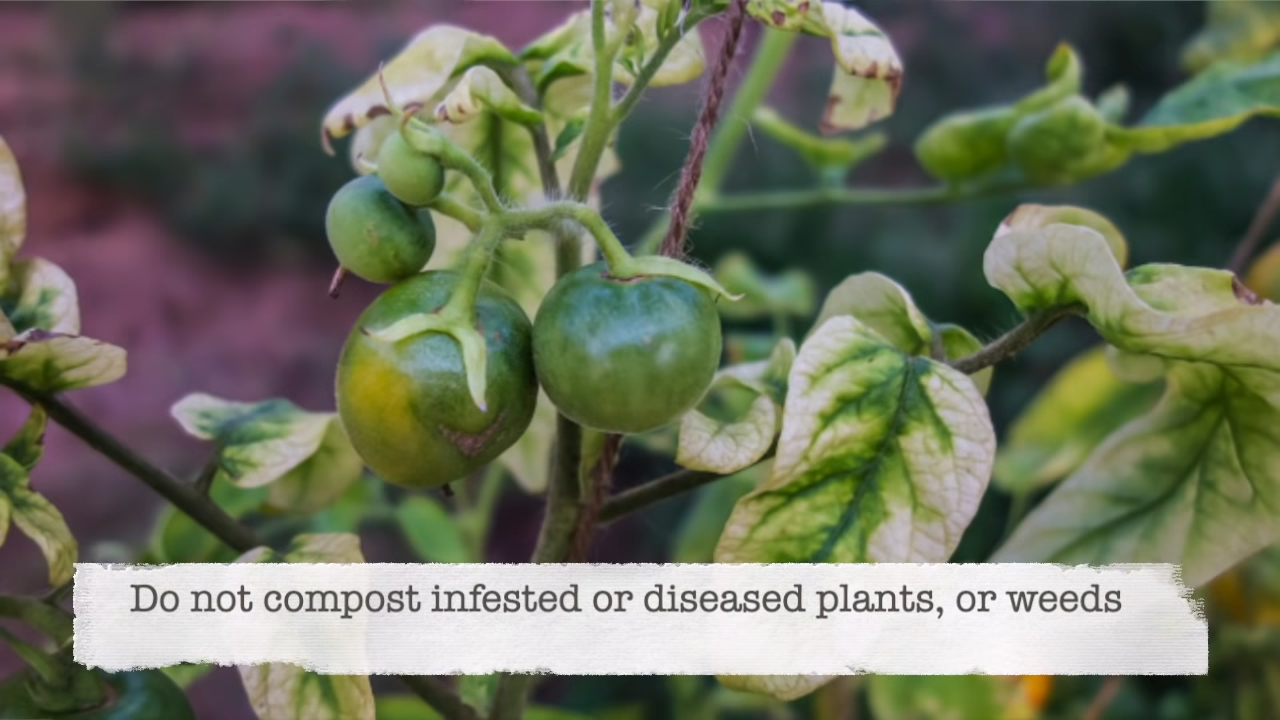 Do not compost infested or diseased plants, or weeds